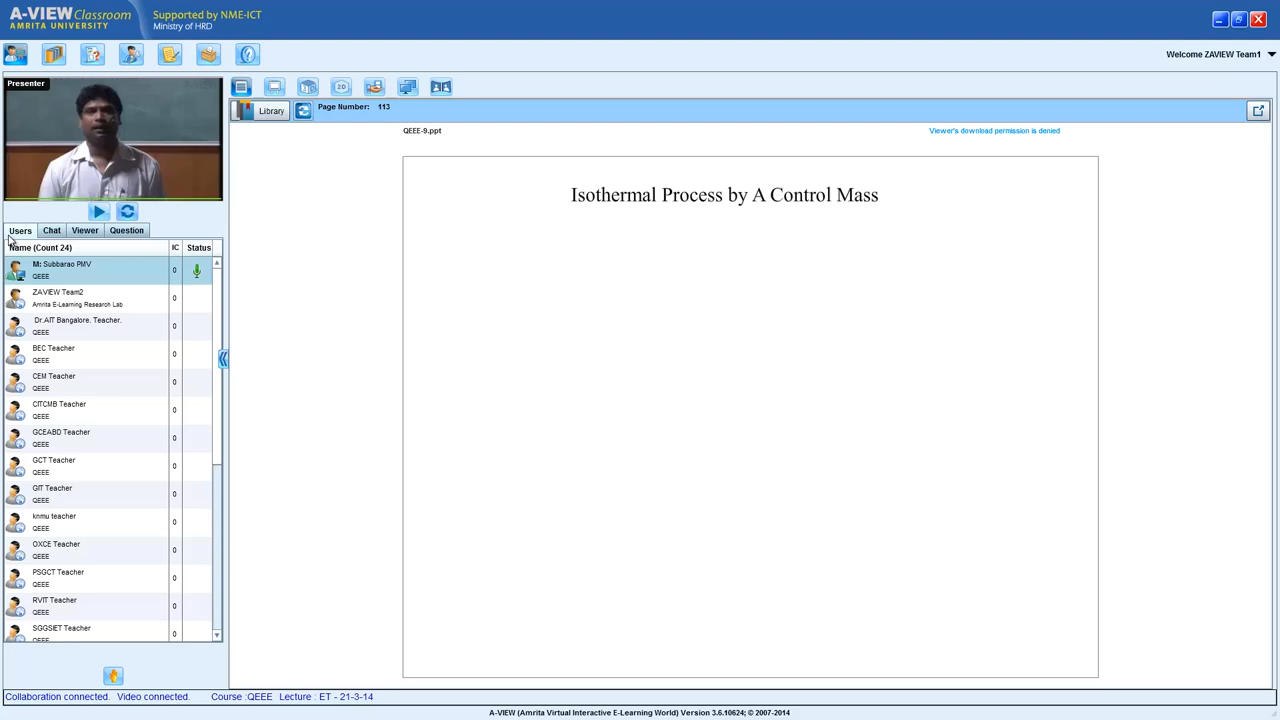 A-VIEW Classroom
AMRITA UNIVERSITY
Supported by NME-ICT
Ministry of HRD
Welcome ZAVIEW Team1
Presenter
2D
Library
Page Number: 113
QEEE-9.ppt
Viewer's download permission is denied
Isothermal Process by A Control Mass
Users Chat Viewer Question
Name (Count 24) IC Status
M: Subbarao PMV
QEEE
0
ZAVIEW Team2
Amrita E-Learning Research Lab
0
Dr.AIT Bangalore. Teacher.
QEEE
0
BEC Teacher
QEEE
0
CEM Teacher
QEEE
0
CITCMB Teacher
QEEE
0
GCEABD Teacher
QEEE
0
GCT Teacher
QEEE
0
GIT Teacher
QEEE
0
knmu teacher
QEEE
0
OXCE Teacher
QEEE
0
PSGCT Teacher
QEEE
0
RVIT Teacher
QEEE
0
SGGSIET Teacher
QEEE
0
Collaboration connected. Video connected. Course :QEEE Lecture : ET - 21-3-14
A-VIEW (Amrita Virtual Interactive E-Learning World) Version 3.6.10624; © 2007-2014